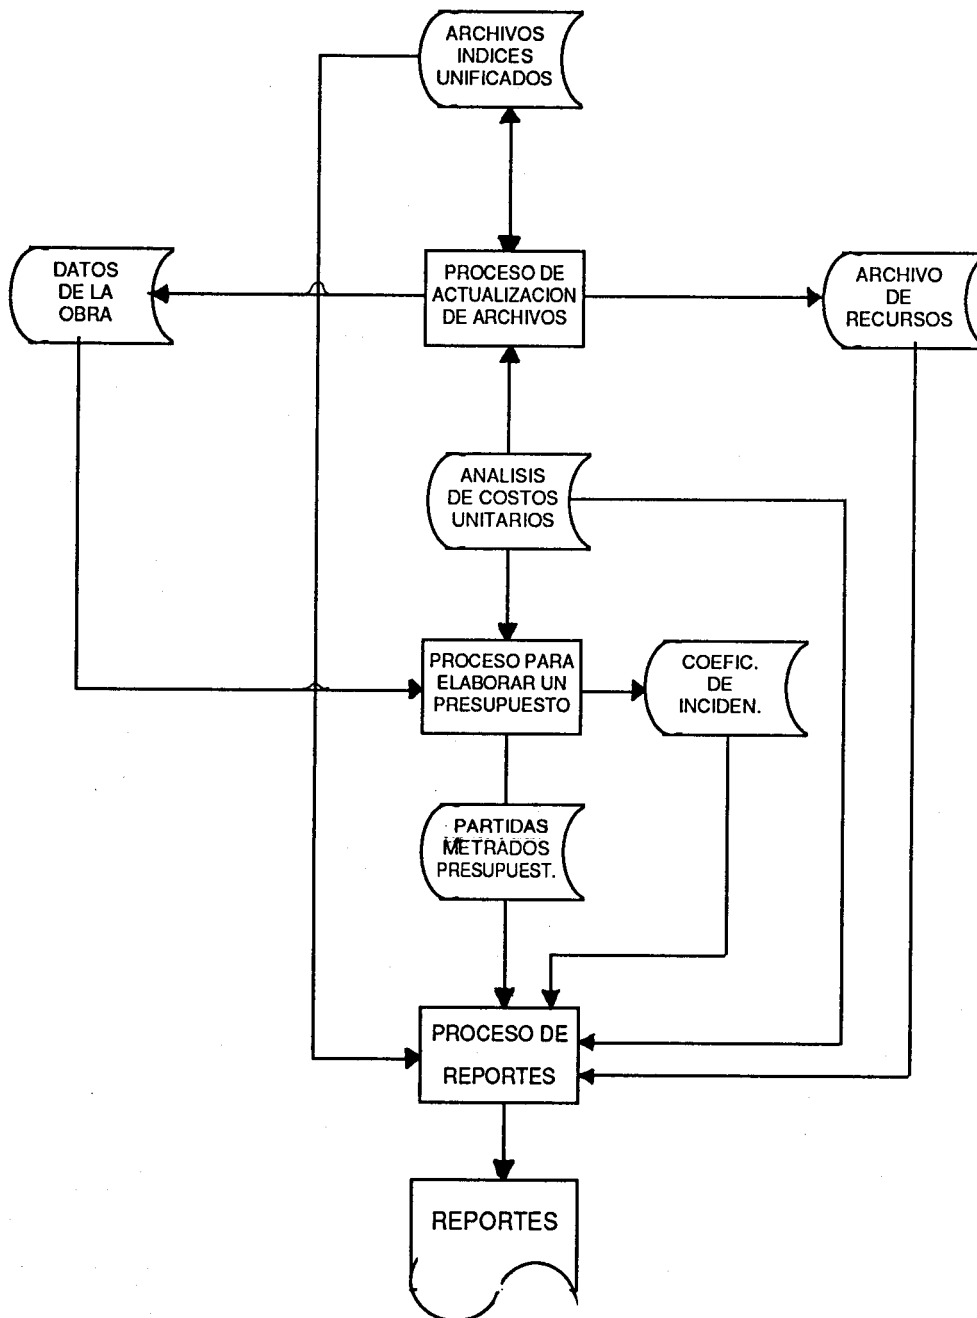 ARCHIVOS
INDICES
UNIFICADOS
DATOS
DE LA
OBRA
PROCESO DE
ACTUALIZACION
DE ARCHIVOS
ARCHIVO
DE
RECURSOS
ANALISIS
DE COSTOS
UNITARIOS
PROCESO PARA
ELABORAR UN
PRESUPUESTO
COEFIC.
DE
INCIDEN.
PARTIDAS
METRADOS
PRESUPUEST.
PROCESO DE
REPORTES
REPORTES